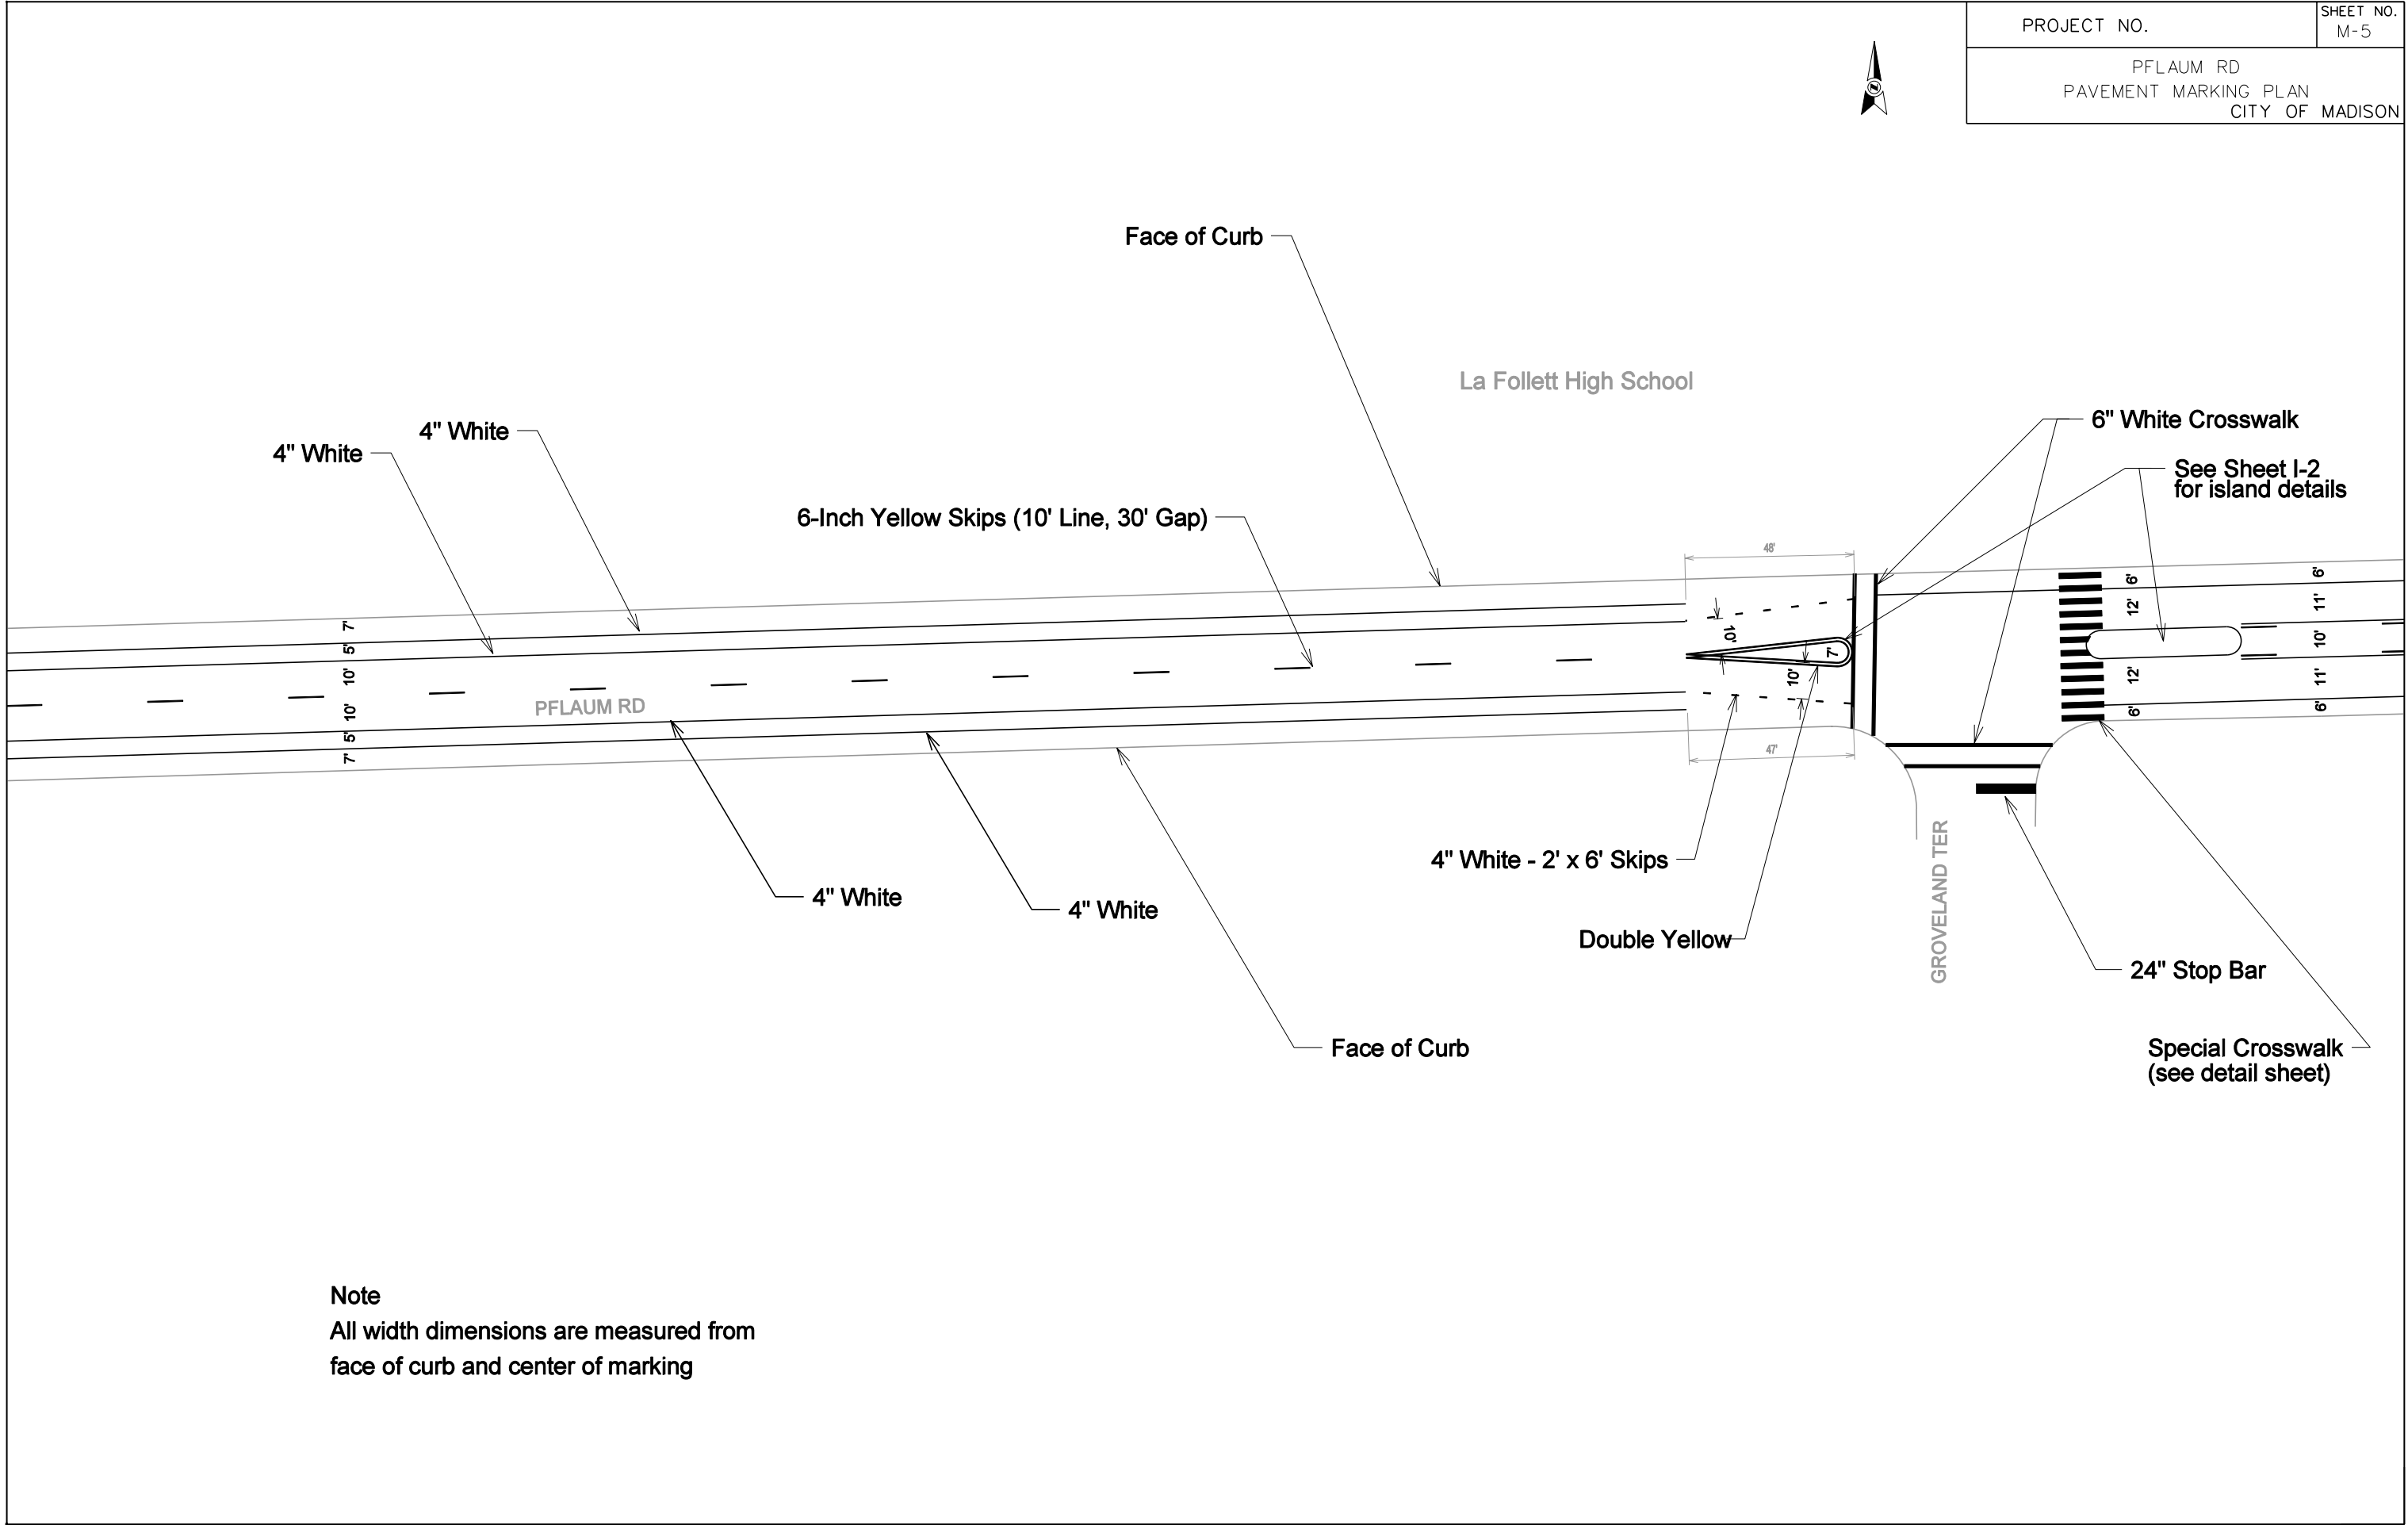 PROJECT NO.
SHEET NO.
M-5
PFLAUM RD
PAVEMENT MARKING PLAN
CITY OF MADISON
N
Face of Curb
La Follett High School
4" White
4" White
6" White Crosswalk
See Sheet I-2
for island details
6-Inch Yellow Skips (10' Line, 30' Gap)
48'
7'
5'
10'
10'
5'
7'
PFLAUM RD
10'
7'
10'
47'
6'
12'
12'
6'
6'
11'
10'
11'
6'
4" White - 2' x 6' Skips
4" White
4" White
Double Yellow
GROVELAND TER
24" Stop Bar
Face of Curb
Special Crosswalk
(see detail sheet)
Note
All width dimensions are measured from
face of curb and center of marking